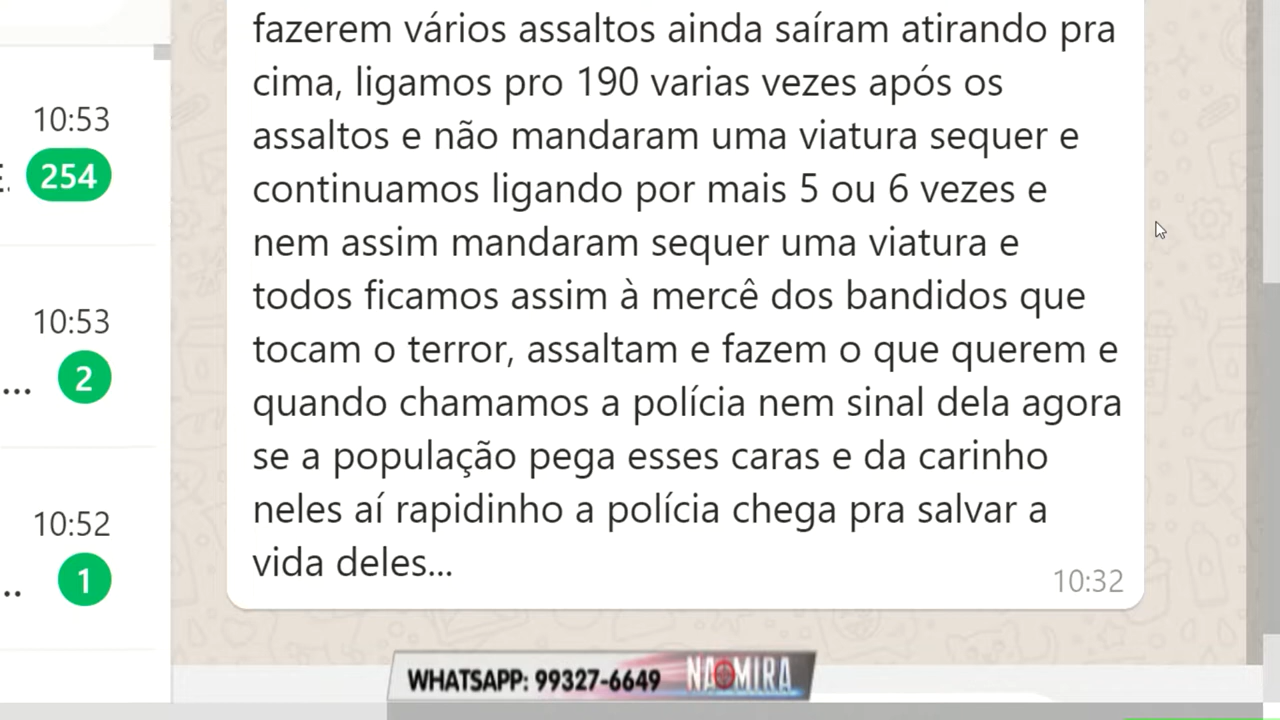 fazerem vários assaltos ainda saíram atirando pra
cima, ligamos pro 190 varias vezes após os
assaltos e não mandaram uma viatura sequer e
continuamos ligando por mais 5 ou 6 vezes e
nem assim mandaram sequer uma viatura e
todos ficamos assim à mercê dos bandidos que
tocam o terror, assaltam e fazem o que querem e
quando chamamos a polícia nem sinal dela agora
se a população pega esses caras e da carinho
neles aí rapidinho a polícia chega pra salvar a
vida deles...
10:32
10:53
254
10:53
... 2
10:52
.. 1
WHATSAPP: 99327-6649 NA MIRA